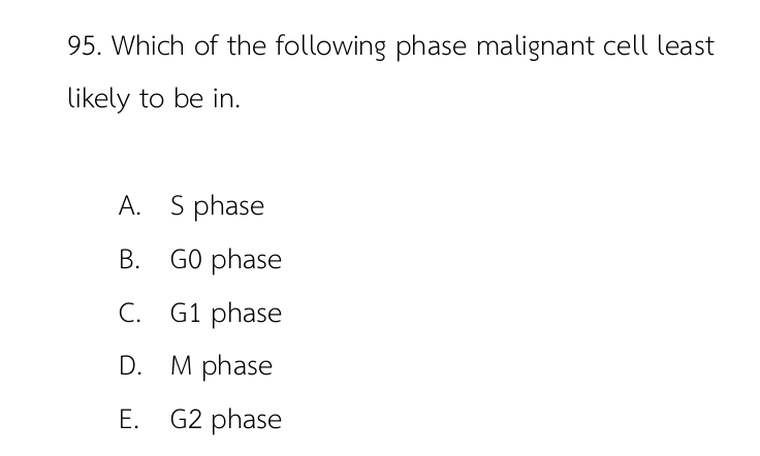 95. Which of the following phase malignant cell least
likely to be in.
A. S phase
B. G0 phase
C. G1 phase
D. M phase
E. G2 phase